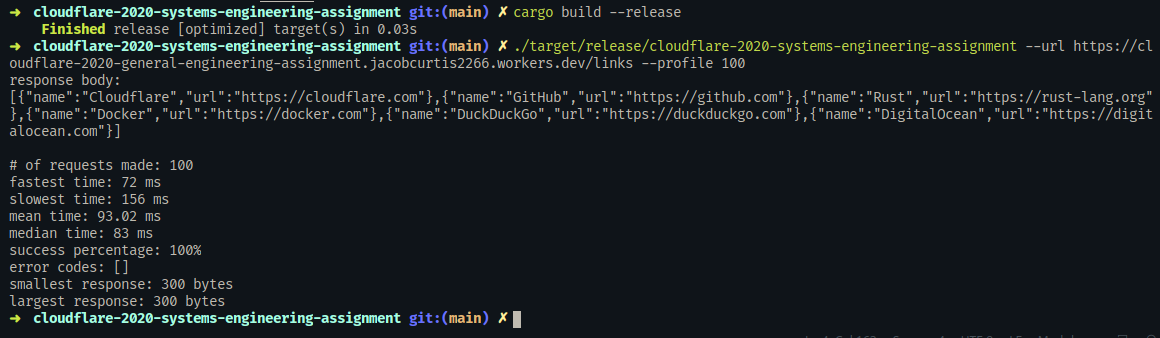 ➜  cloudflare-2020-systems-engineering-assignment git:(main) ✗ cargo build --release
    Finished release [optimized] target(s) in 0.03s
➜  cloudflare-2020-systems-engineering-assignment git:(main) ✗ ./target/release/cloudflare-2020-systems-engineering-assignment --url https://cl
oudflare-2020-general-engineering-assignment.jacobcurtis2266.workers.dev/links --profile 100
response body:
[{"name":"Cloudflare","url":"https://cloudflare.com"},{"name":"GitHub","url":"https://github.com"},{"name":"Rust","url":"https://rust-lang.org"
},{"name":"Docker","url":"https://docker.com"},{"name":"DuckDuckGo","url":"https://duckduckgo.com"},{"name":"DigitalOcean","url":"https://digit
alocean.com"}]

# of requests made: 100
fastest time: 72 ms
slowest time: 156 ms
mean time: 93.02 ms
median time: 83 ms
success percentage: 100%
error codes: []
smallest response: 300 bytes
largest response: 300 bytes
➜  cloudflare-2020-systems-engineering-assignment git:(main) ✗